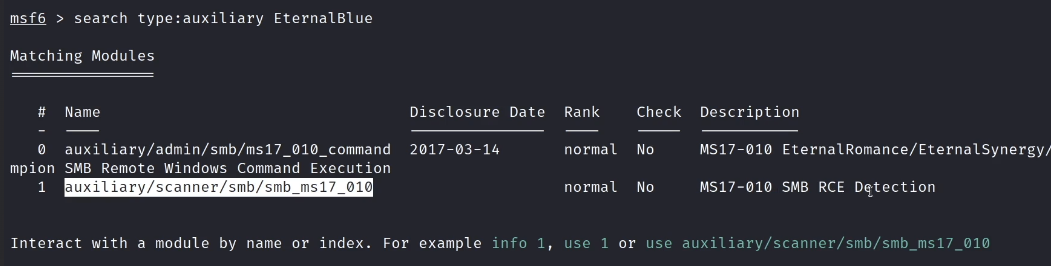 msf6 > search type:auxiliary EternalBlue
Matching Modules
================
# Name Disclosure Date Rank Check Description
- ---- --------------- ---- ----- -----------
0 auxiliary/admin/smb/ms17_010_command 2017-03-14 normal No MS17-010 EternalRomance/EternalSynergy/
mpion SMB Remote Windows Command Execution
1 auxiliary/scanner/smb/smb_ms17_010 normal No MS17-010 SMB RCE Detection
Interact with a module by name or index. For example info 1, use 1 or use auxiliary/scanner/smb/smb_ms17_010